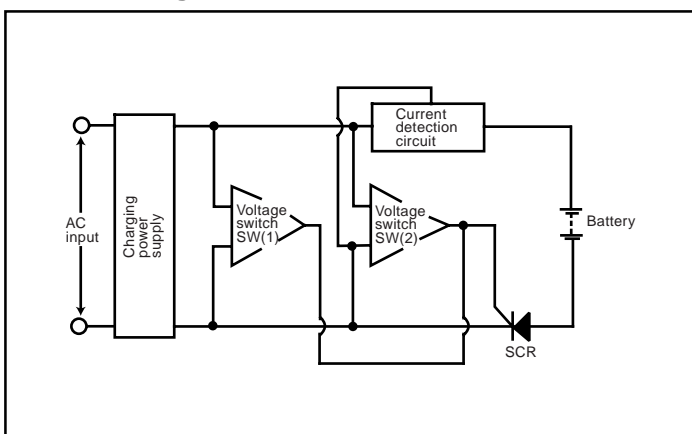 Current
detection
circuit
AC
input
Charging
power
supply
Voltage
switch
SW(1)
Voltage
switch
SW(2)
Battery
SCR